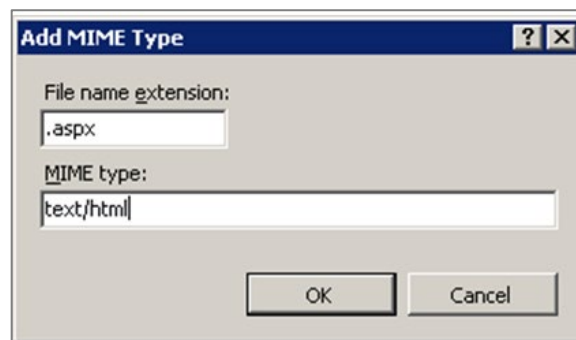 Add MIME Type
File name extension:
.aspx
MIME type:
text/html
OK Cancel